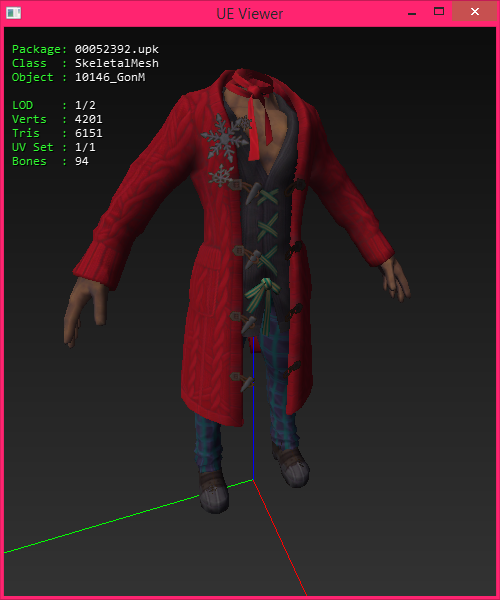 UE Viewer
Package: 00052392.upk
Class  : SkeletalMesh
Object : 10146_GonM
LOD    : 1/2
Verts  : 4201
Tris   : 6151
UV Set : 1/1
Bones  : 94